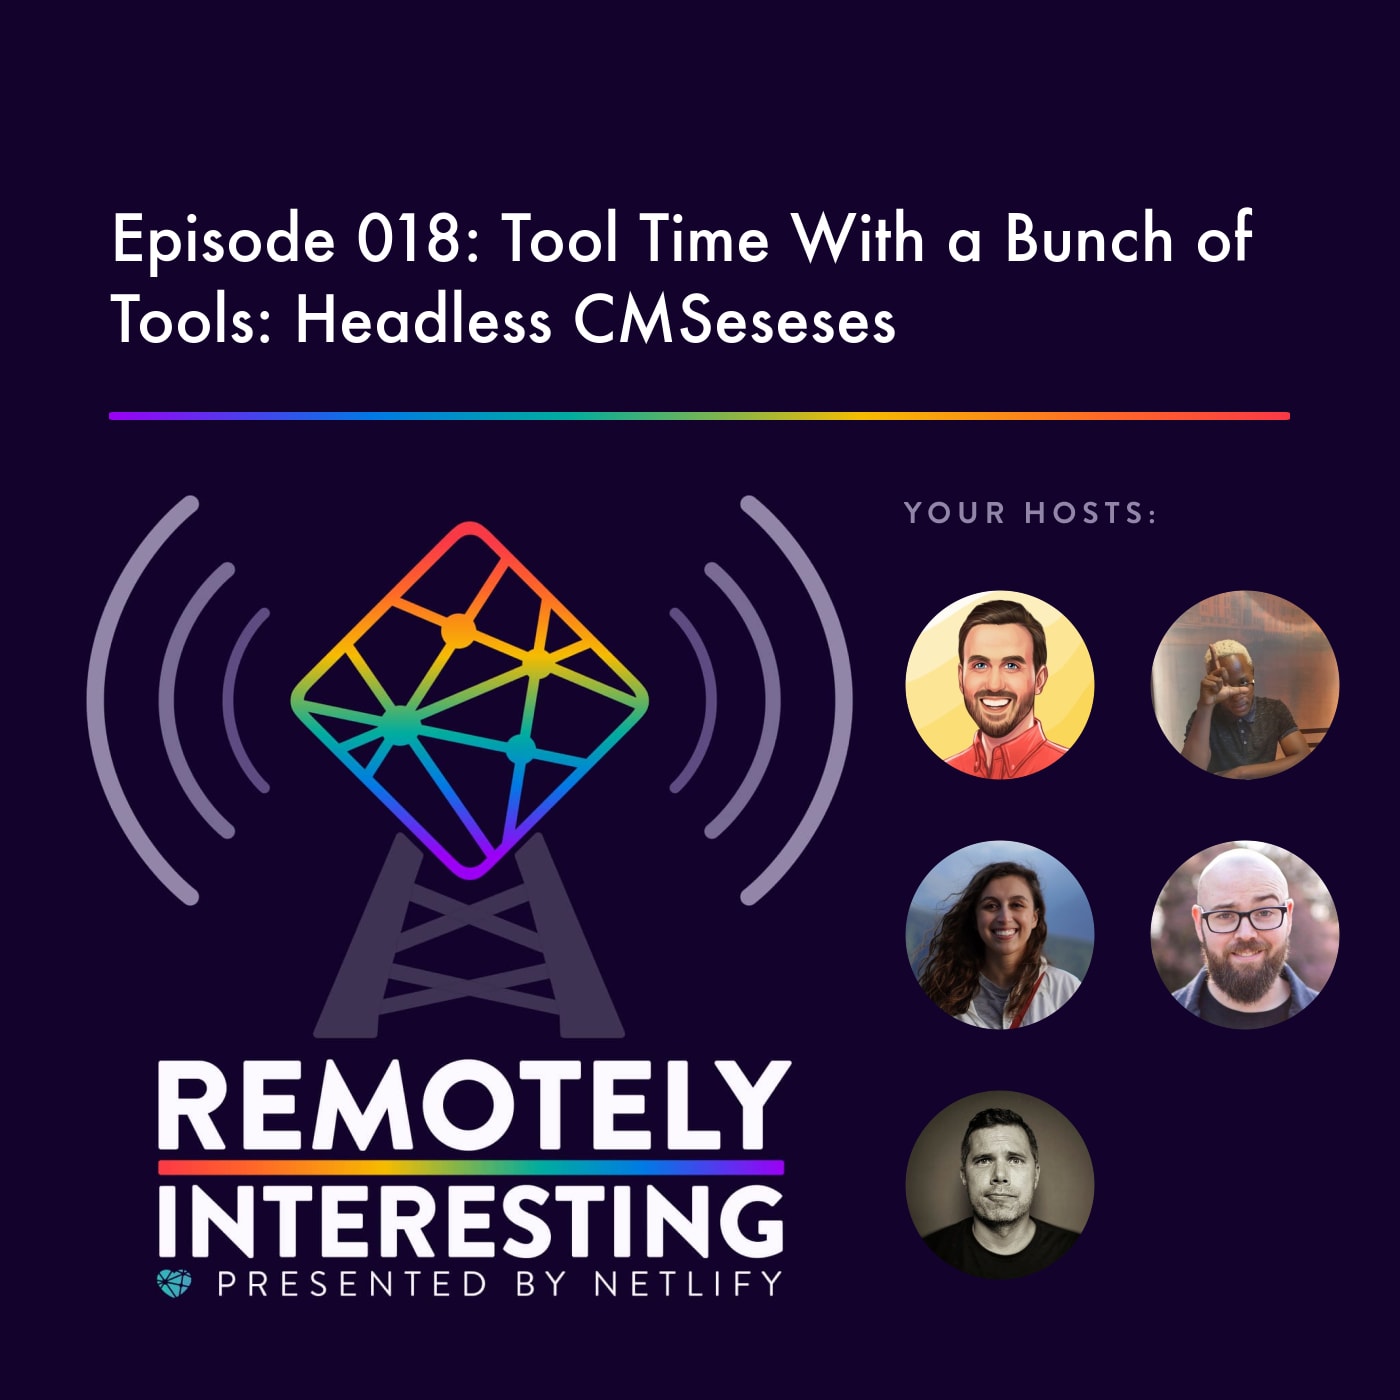 Episode 018: Tool Time With a Bunch of
Tools: Headless CMSeseses
YOUR HOSTS:
REMOTELY
INTERESTING
PRESENTED BY NETLIFY